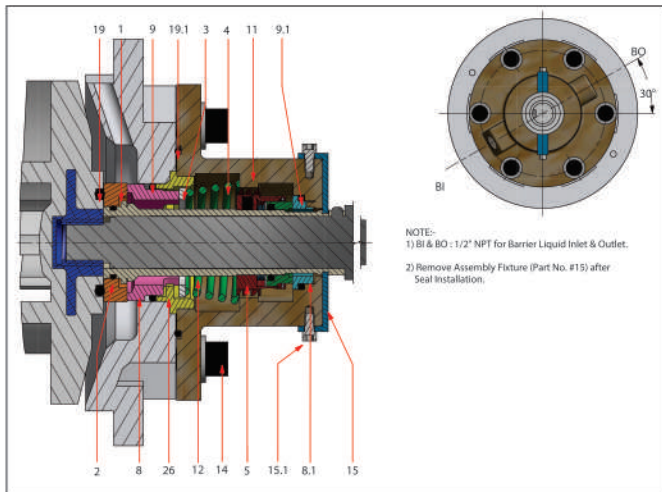 19 1 9 19.1 3 4 11 9.1
BO
30°
BI
NOTE:-
1) BI & BO : 1/2" NPT for Barrier Liquid Inlet & Outlet.
2) Remove Assembly Fixture (Part No. #15) after
Seal Installation.
2 8 26 12 14 5 15.1 8.1 15